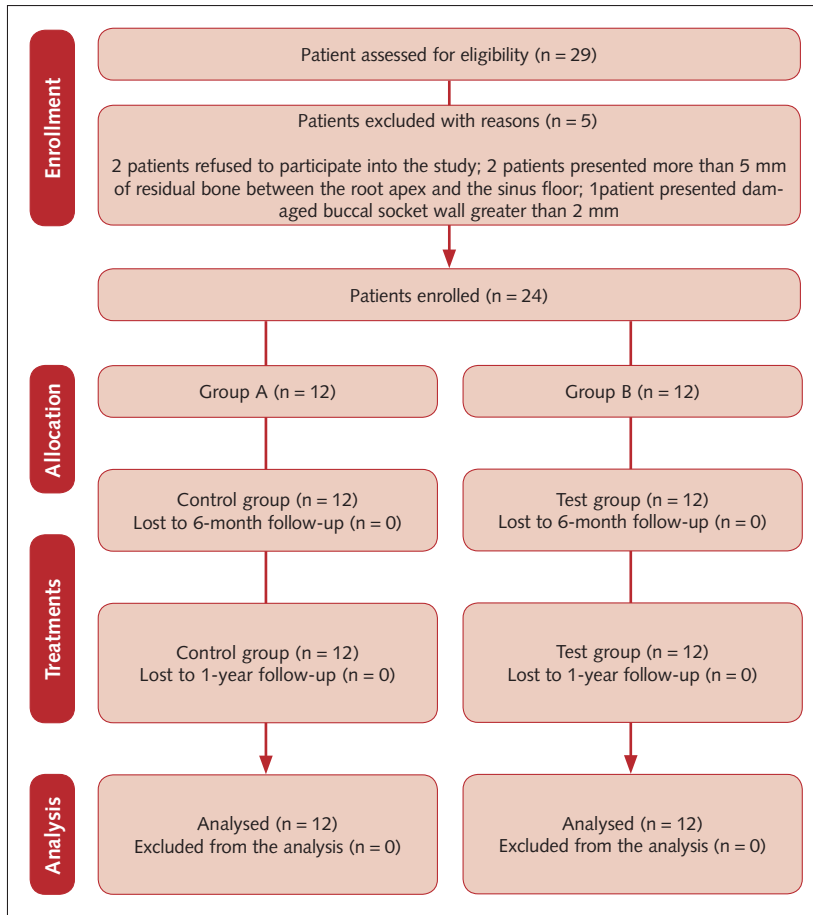 Enrollment
Patient assessed for eligibility (n = 29)
Patients excluded with reasons (n = 5)
2 patients refused to participate into the study; 2 patients presented more than 5 mm
of residual bone between the root apex and the sinus floor; 1patient presented dam-
aged buccal socket wall greater than 2 mm
Patients enrolled (n = 24)
Allocation
Group A (n = 12)
Group B (n = 12)
Control group (n = 12)
Lost to 6-month follow-up (n = 0)
Test group (n = 12)
Lost to 6-month follow-up (n = 0)
Treatments
Control group (n = 12)
Lost to 1-year follow-up (n = 0)
Test group (n = 12)
Lost to 1-year follow-up (n = 0)
Analysis
Analysed (n = 12)
Excluded from the analysis (n = 0)
Analysed (n = 12)
Excluded from the analysis (n = 0)